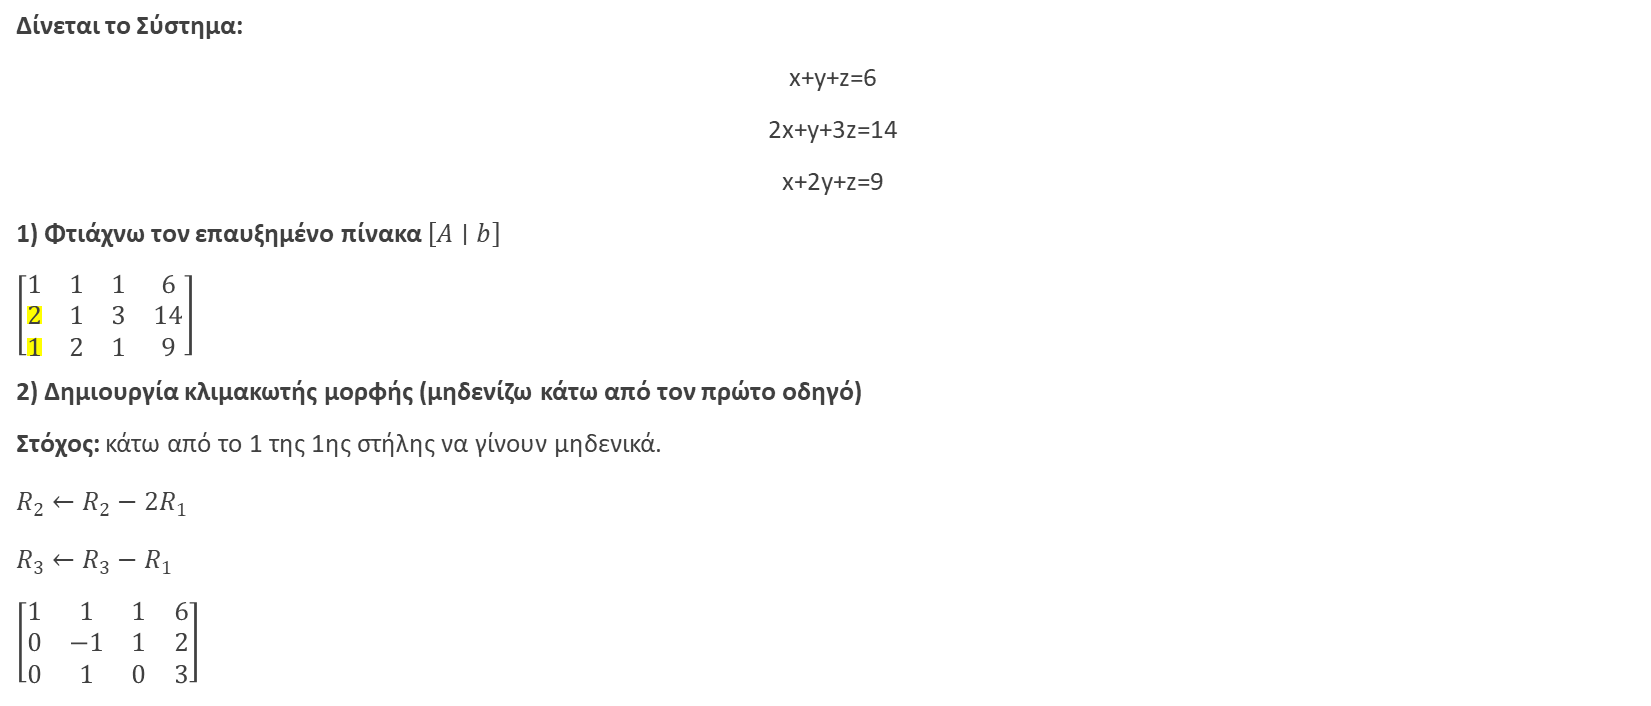 Δίνεται το Σύστημα:
x+y+z=6
2x+y+3z=14
x+2y+z=9
1) Φτιάχνω τον επαυξημένο πίνακα [A ∣ b]
[1 1 1 6
2 1 3 14
1 2 1 9]
2) Δημιουργία κλιμακωτής μορφής (μηδενίζω κάτω από τον πρώτο οδηγό)
Στόχος: κάτω από το 1 της 1ης στήλης να γίνουν μηδενικά.
R₂ ← R₂ − 2R₁
R₃ ← R₃ − R₁
[1 1 1 6
0 −1 1 2
0 1 0 3]